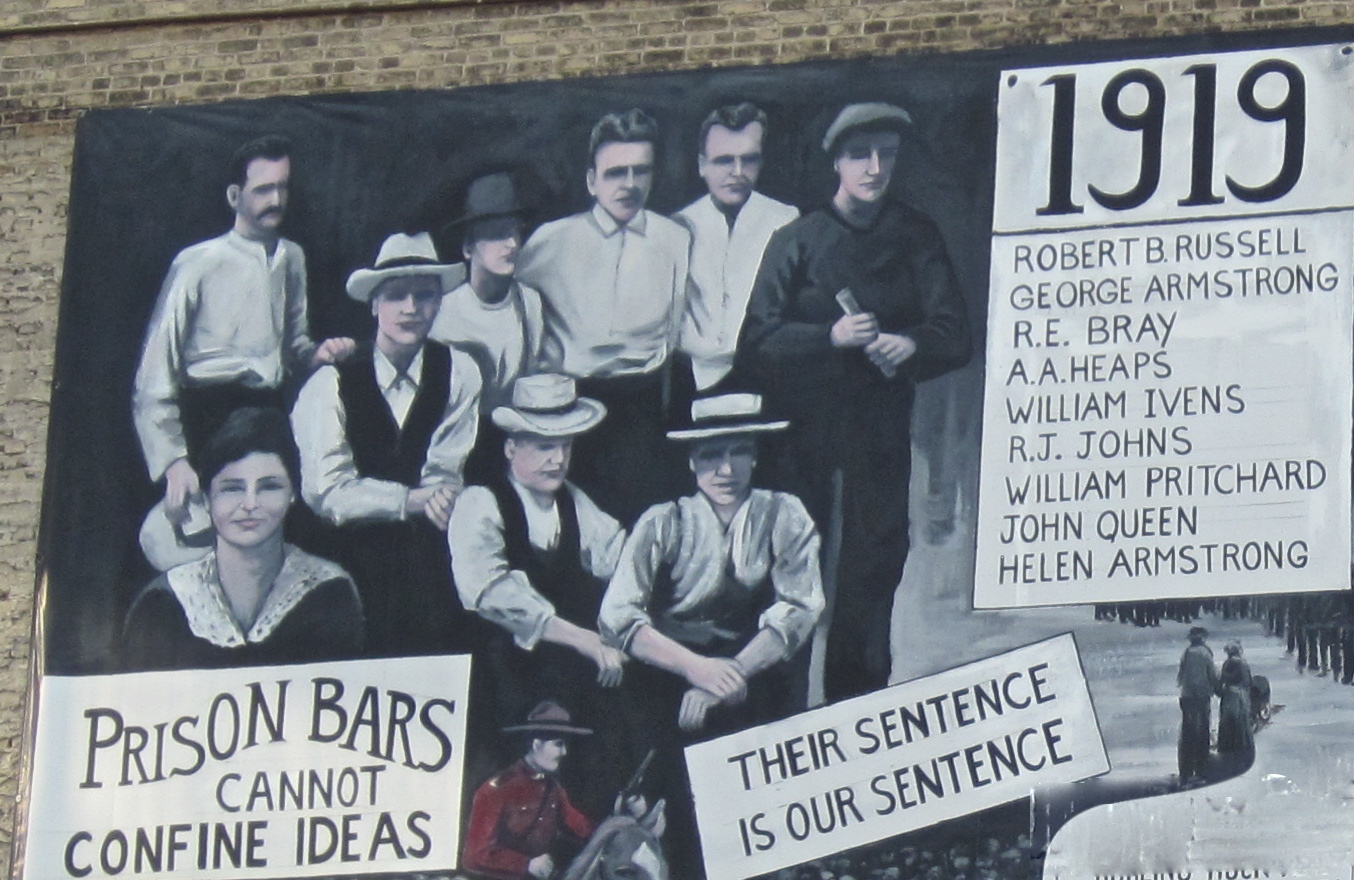 1919
ROBERT B. RUSSELL
GEORGE ARMSTRONG
R.E. BRAY
A.A. HEAPS
WILLIAM IVENS
R.J. JOHNS
WILLIAM PRITCHARD
JOHN QUEEN
HELEN ARMSTRONG
PRISON BARS
CANNOT
CONFINE IDEAS
THEIR SENTENCE
IS OUR SENTENCE